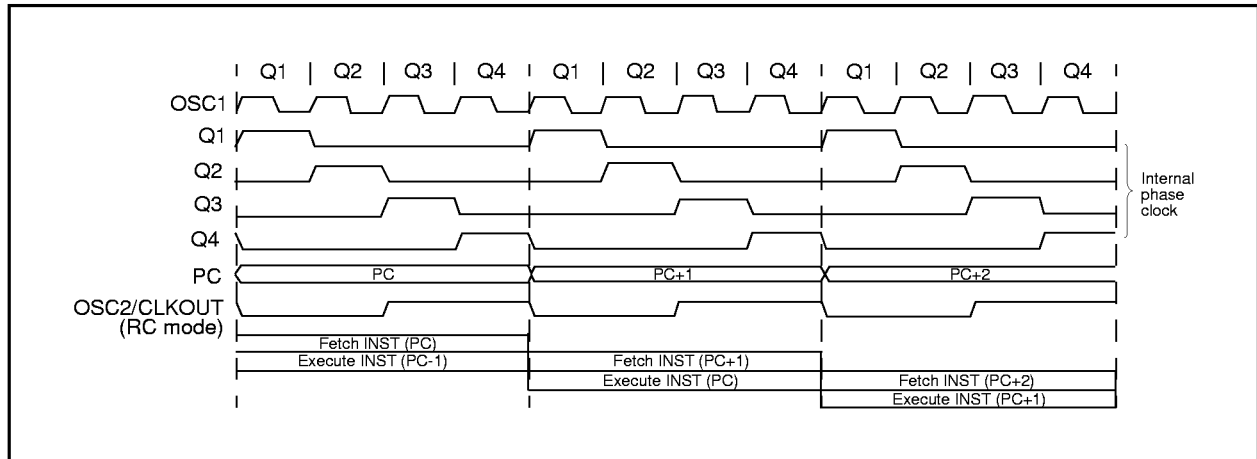 Q1 | Q2 | Q3 | Q4 | Q1 | Q2 | Q3 | Q4 | Q1 | Q2 | Q3 | Q4
OSC1
Q1
Q2
Q3
Q4
Internal
phase
clock
PC PC PC+1 PC+2
OSC2/CLKOUT
(RC mode)
Fetch INST (PC)
Execute INST (PC-1) Fetch INST (PC+1)
Execute INST (PC) Fetch INST (PC+2)
Execute INST (PC+1)